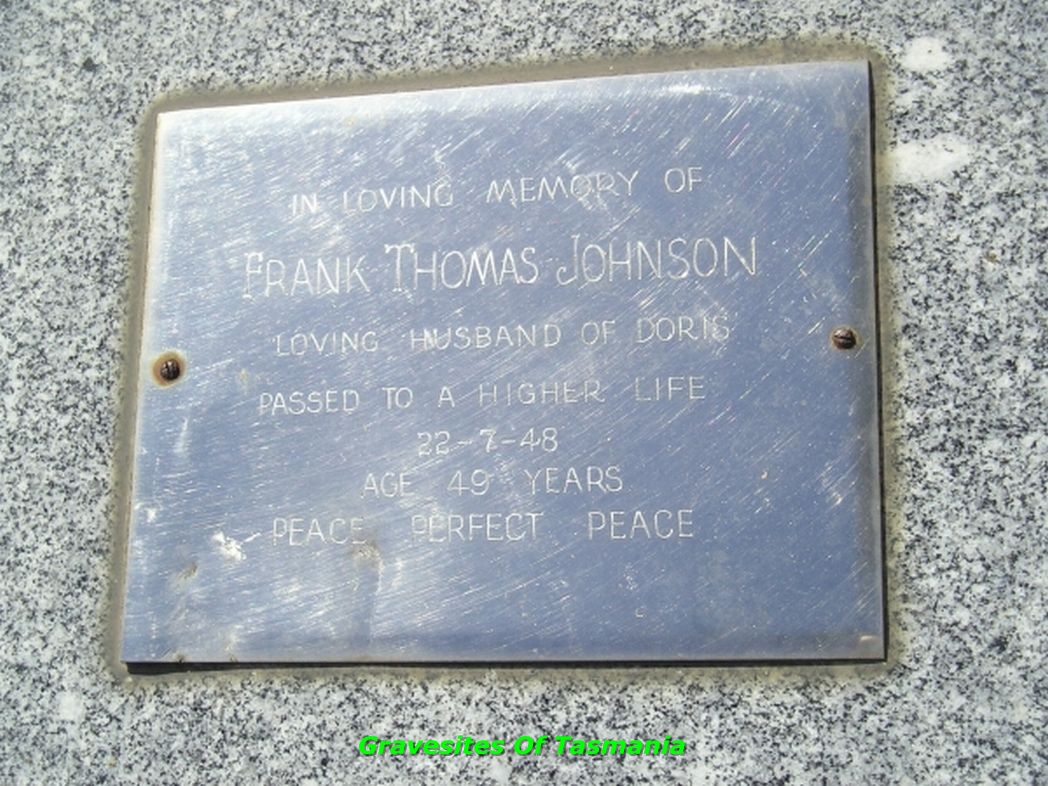 IN LOVING MEMORY OF
FRANK THOMAS JOHNSON
LOVING HUSBAND OF DORIS
PASSED TO A HIGHER LIFE
22-7-48
AGE 49 YEARS
PEACE PERFECT PEACE
Gravesites Of Tasmania